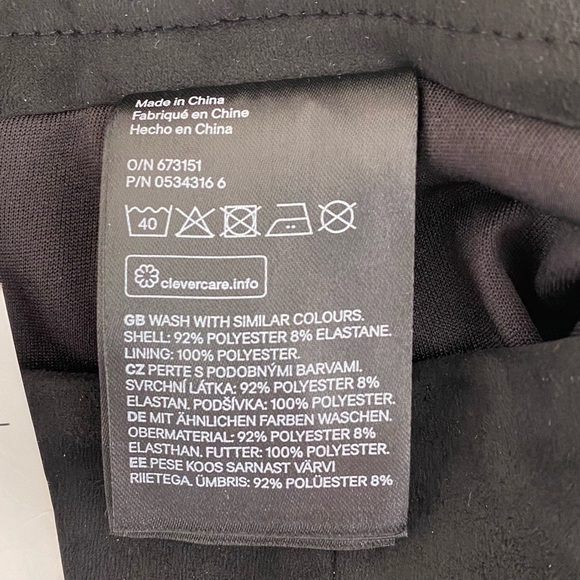 Made in China
Fabriqué en Chine
Hecho en China
O/N 673151
P/N 0534316 6
40
clevercare.info
GB WASH WITH SIMILAR COLOURS.
SHELL: 92% POLYESTER 8% ELASTANE.
LINING: 100% POLYESTER.
CZ PERTE S PODOBNÝMI BARVAMI.
SVRCHNÍ LÁTKA: 92% POLYESTER 8%
ELASTAN. PODŠÍVKA: 100% POLYESTER.
DE MIT ÄHNLICHEN FARBEN WASCHEN.
OBERMATERIAL: 92% POLYESTER 8%
ELASTHAN. FUTTER: 100% POLYESTER.
EE PESE KOOS SARNAST VÄRVI
RIIETEGA. ÜMBRIS: 92% POLÜESTER 8%